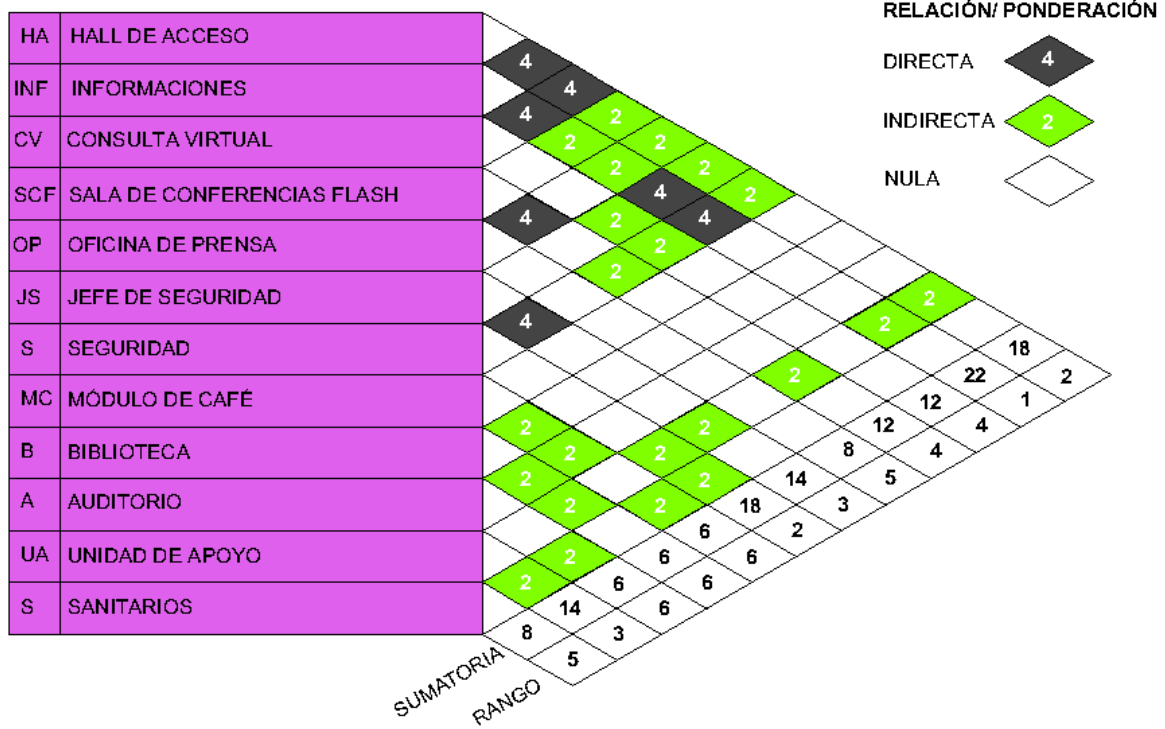 RELACIÓN/ PONDERACIÓN
DIRECTA 4
INDIRECTA 2
NULA
HA HALL DE ACCESO
INF INFORMACIONES
CV CONSULTA VIRTUAL
SCF SALA DE CONFERENCIAS FLASH
OP OFICINA DE PRENSA
JS JEFE DE SEGURIDAD
S SEGURIDAD
MC MÓDULO DE CAFÉ
B BIBLIOTECA
A AUDITORIO
UA UNIDAD DE APOYO
S SANITARIOS
4
4
4 2
2 2
2 2
4 2
4 2 4
2
2
2
4 2
18
2 22 2
12 1
2 2 12 4
2 2 8 4
2 2 14 5
2 2 18 3
6 2
2 6 6
2 6 6
14 6
8 3
5
SUMATORIA
RANGO